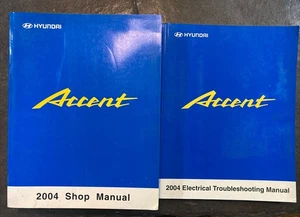 HYUNDAI
Accent
2004 Shop Manual
HYUNDAI
Accent
2004 Electrical Troubleshooting Manual